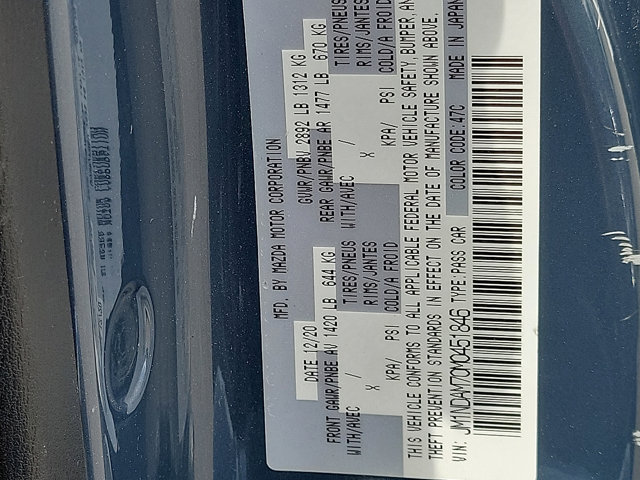 MFD. BY MAZDA MOTOR CORPORATION
DATE 12/20 GVWR/PNBV 2892 LB 1312 KG
FRONT GAWR/PNBE AV 1420 LB 644 KG REAR GAWR/PNBE AR 1477 LB 670 KG
WITH/AVEC TIRES/PNEUS WITH/AVEC TIRES/PNEUS
X / RIMS/JANTES X / RIMS/JANTES
KPA/ PSI COLD/A FROID KPA/ PSI COLD/A FROID
THIS VEHICLE CONFORMS TO ALL APPLICABLE FEDERAL MOTOR VEHICLE SAFETY, BUMPER,
THEFT PREVENTION STANDARDS IN EFFECT ON THE DATE OF MANUFACTURE SHOWN ABOVE.
VIN: JM1NDAM70M0451846 TYPE:PASS CAR COLOR CODE:47C MADE IN JAPAN